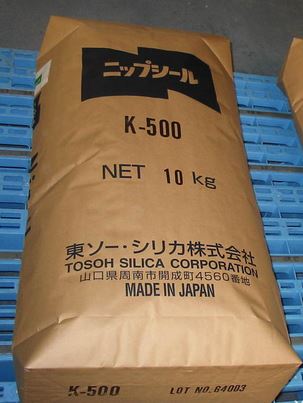 ニップシール
K-500
NET 10 kg
東ソー・シリカ株式会社
TOSOH SILICA CORPORATION
山口県周南市開成町4560番地
MADE IN JAPAN
K-500 LOT NO. 64003